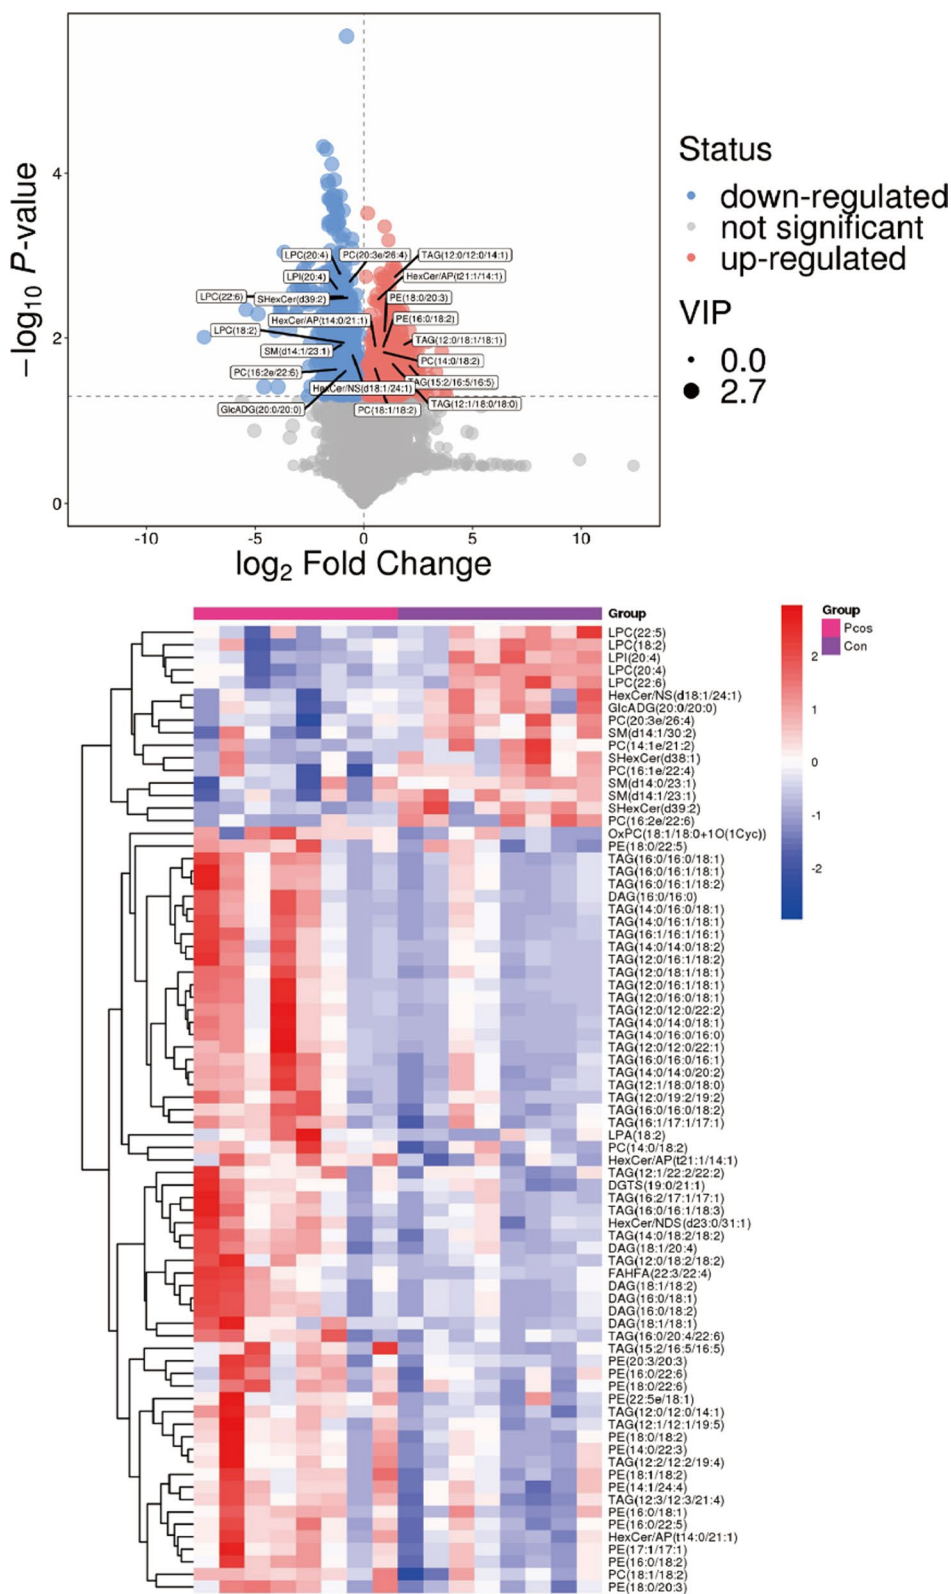 4
2
0
-10
-5
0
5
10
−log10 P-value
log2 Fold Change
LPC(20:4)
PC(20:3e/26:4)
TAG(12:0/12:0/14:1)
LPI(20:4)
HexCer/AP(t21:1/14:1)
LPC(22:6)
SHexCer(d39:2)
PE(18:0/20:3)
HexCer/AP(t14:0/21:1)
PE(16:0/18:2)
LPC(18:2)
TAG(12:0/18:1/18:1)
SM(d14:1/23:1)
PC(14:0/18:2)
PC(16:2e/22:6)
TAG(15:2/16:5/16:5)
HexCer/NS(d18:1/24:1)
TAG(12:1/18:0/18:0)
GlcADG(20:0/20:0)
PC(18:1/18:2)
Status
down-regulated
not significant
up-regulated
VIP
0.0
2.7
Group
LPC(22:5)
LPC(18:2)
LPI(20:4)
LPC(20:4)
LPC(22:6)
HexCer/NS(d18:1/24:1)
GlcADG(20:0/20:0)
PC(20:3e/26:4)
SM(d14:1/30:2)
PC(14:1e/21:2)
SHexCer(d38:1)
PC(16:1e/22:4)
SM(d14:0/23:1)
SM(d14:1/23:1)
SHexCer(d39:2)
PC(16:2e/22:6)
OxPC(18:1/18:0+1O(1Cyc))
PE(18:0/22:5)
TAG(16:0/16:0/18:1)
TAG(16:0/16:1/18:1)
TAG(16:0/16:1/18:2)
DAG(16:0/16:0)
TAG(14:0/16:0/18:1)
TAG(14:0/16:1/18:1)
TAG(16:1/16:1/16:1)
TAG(14:0/14:0/18:2)
TAG(12:0/16:1/18:2)
TAG(12:0/18:1/18:1)
TAG(12:0/16:1/18:1)
TAG(12:0/16:0/18:1)
TAG(12:0/12:0/22:2)
TAG(14:0/14:0/18:1)
TAG(14:0/16:0/16:0)
TAG(12:0/12:0/22:1)
TAG(16:0/16:0/16:1)
TAG(14:0/14:0/20:2)
TAG(12:1/18:0/18:0)
TAG(12:0/19:2/19:2)
TAG(16:0/16:0/18:2)
TAG(16:1/17:1/17:1)
LPA(18:2)
PC(14:0/18:2)
HexCer/AP(t21:1/14:1)
TAG(12:1/22:2/22:2)
DGTS(19:0/21:1)
TAG(16:2/17:1/17:1)
TAG(16:0/16:1/18:3)
HexCer/NDS(d23:0/31:1)
TAG(14:0/18:2/18:2)
DAG(18:1/20:4)
TAG(12:0/18:2/18:2)
FAHFA(22:3/22:4)
DAG(18:1/18:2)
DAG(16:0/18:1)
DAG(16:0/18:2)
DAG(18:1/18:1)
TAG(16:0/20:4/22:6)
TAG(15:2/16:5/16:5)
PE(20:3/20:3)
PE(16:0/22:6)
PE(18:0/22:6)
PE(22:5e/18:1)
TAG(12:0/12:0/14:1)
TAG(12:1/12:1/19:5)
PE(18:0/18:2)
PE(14:0/22:3)
TAG(12:2/12:2/19:4)
PE(18:1/18:2)
PE(14:1/24:4)
TAG(12:3/12:3/21:4)
PE(16:0/18:1)
PE(16:0/22:5)
HexCer/AP(t14:0/21:1)
PE(17:1/17:1)
PE(16:0/18:2)
PC(18:1/18:2)
PE(18:0/20:3)
2
1
0
-1
-2
Group
Pcos
Con